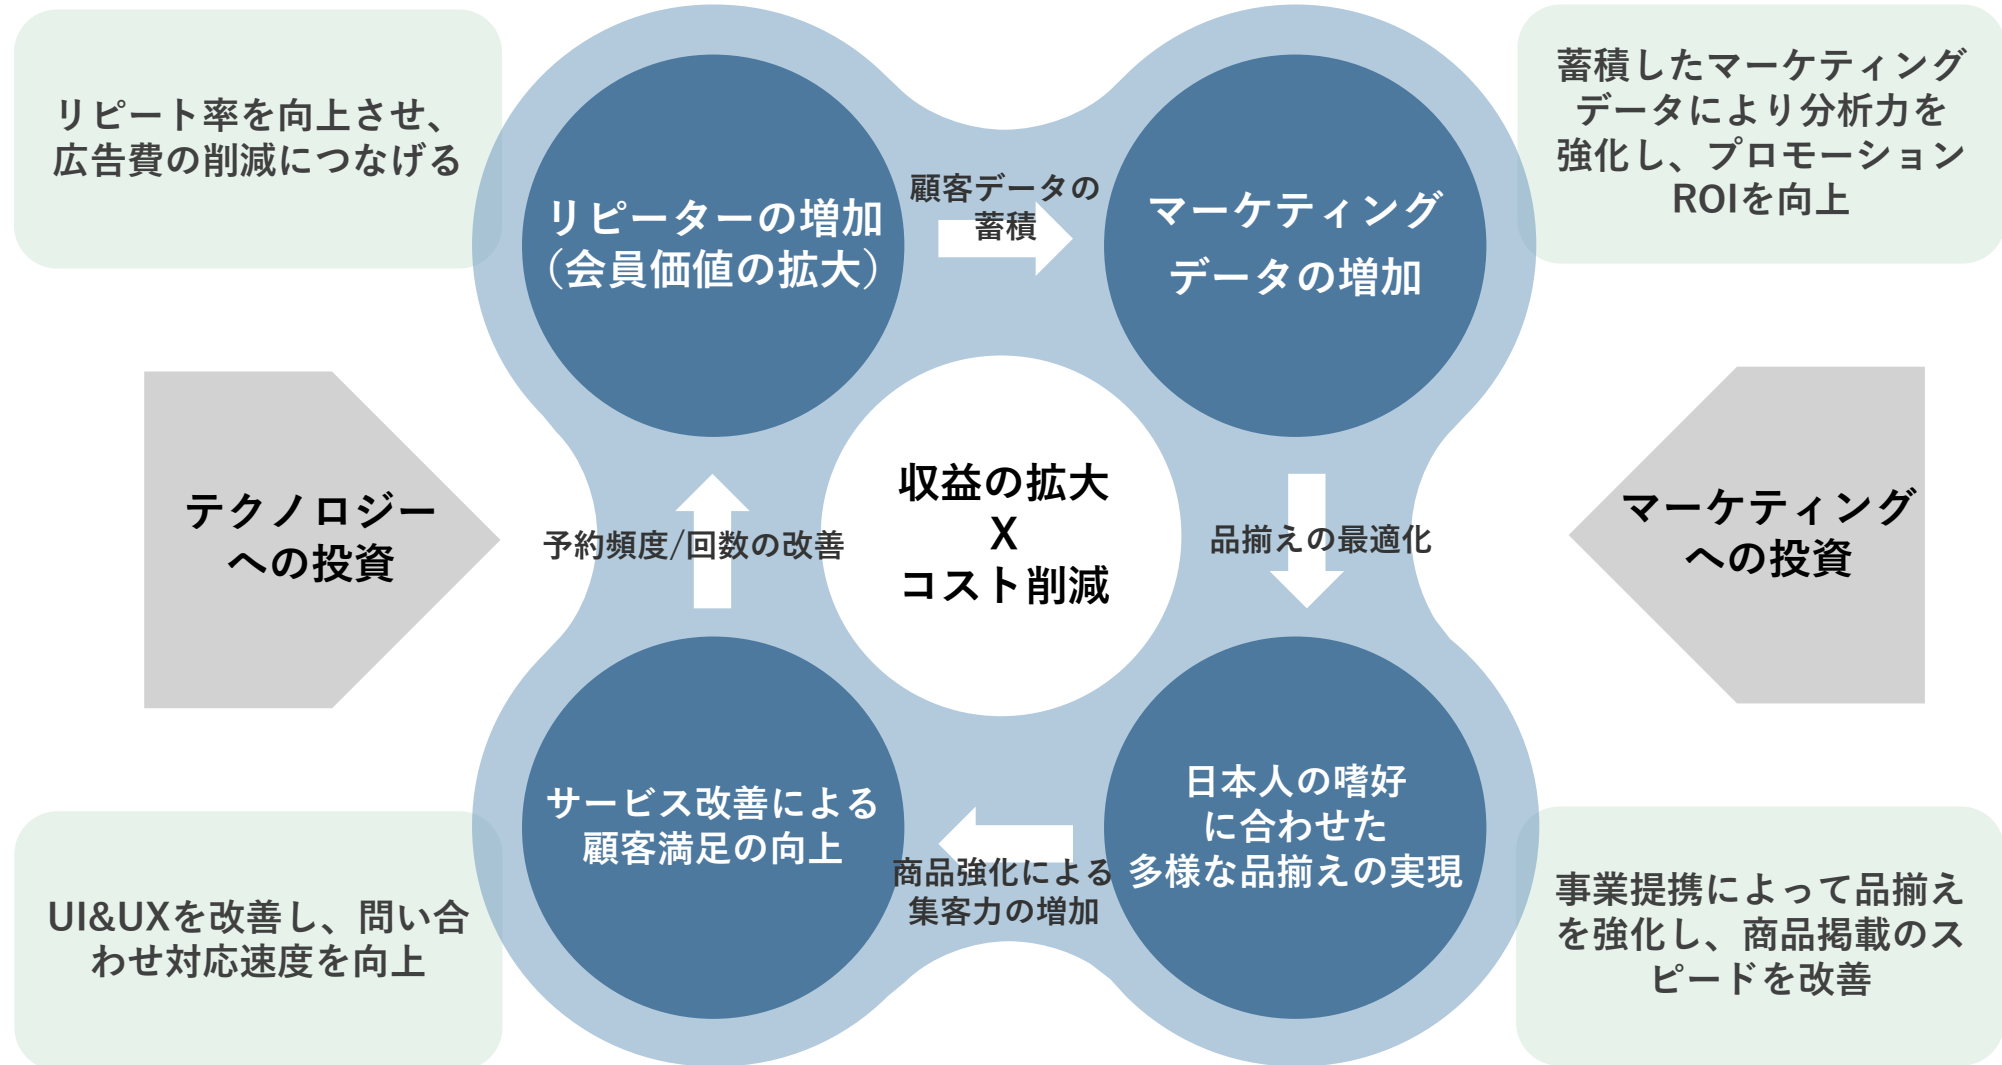 リピート率を向上させ、
広告費の削減につなげる
リピーターの増加
（会員価値の拡大）
顧客データの
蓄積
マーケティング
データの増加
蓄積したマーケティング
データにより分析力を
強化し、プロモーション
ROIを向上
テクノロジー
への投資
予約頻度/回数の改善
収益の拡大
X
コスト削減
品揃えの最適化
マーケティング
への投資
UI&UXを改善し、問い合
わせ対応速度を向上
サービス改善による
顧客満足の向上
商品強化による
集客力の増加
日本人の嗜好
に合わせた
多様な品揃えの実現
事業提携によって品揃え
を強化し、商品掲載のス
ピードを改善